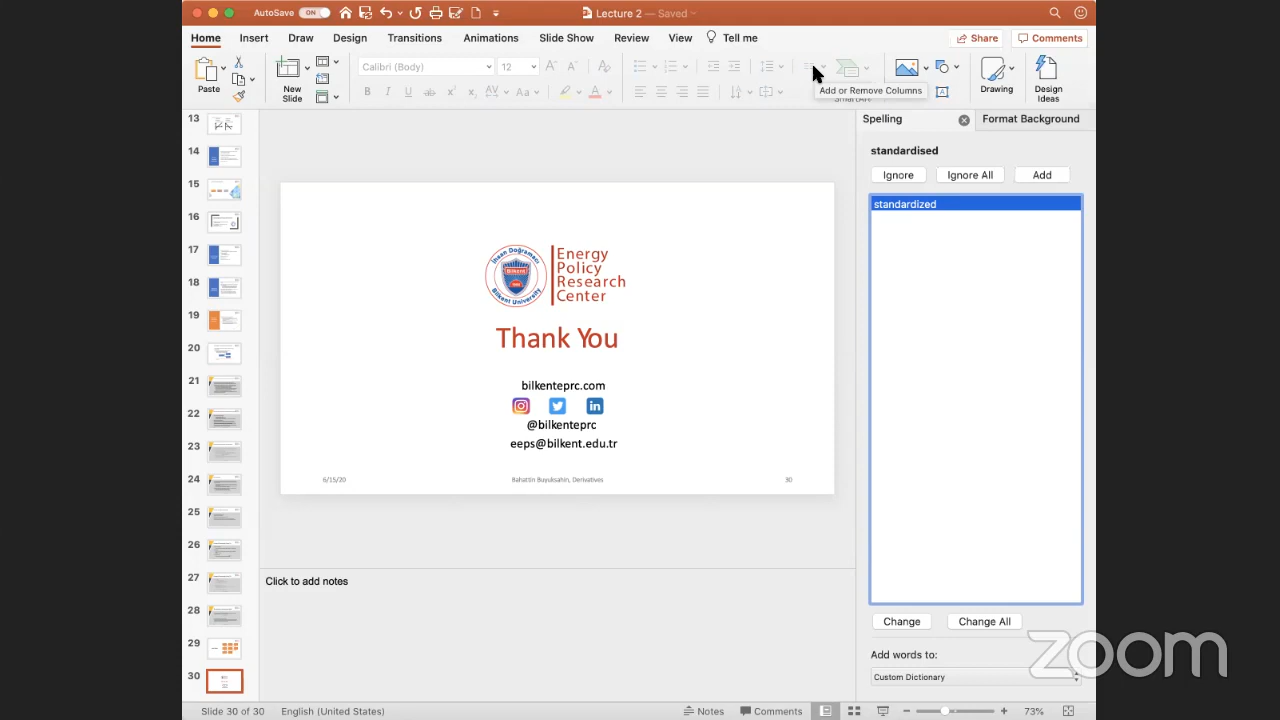 AutoSave ON Lecture 2 — Saved
Home Insert Draw Design Transitions Animations Slide Show Review View Tell me Share Comments
Paste New Slide Calibri (Body) 12 Drawing Design Ideas
Add or Remove Columns
Spelling Format Background
standardised
Ignore Ignore All Add
standardized
13
14
15
16
17
18
19
20
21
22
23
24
25
26
27
28
29
30
İhsan Doğramacı
Bilkent
Bilkent University
Energy
Policy
Research
Center
Thank You
bilkenteprc.com
@bilkenteprc
eeps@bilkent.edu.tr
6/15/20 Bahattin Buyuksahin, Derivatives 30
Click to add notes
Change Change All
Add words to:
Custom Dictionary
zoom
Slide 30 of 30 English (United States) Notes Comments 73%